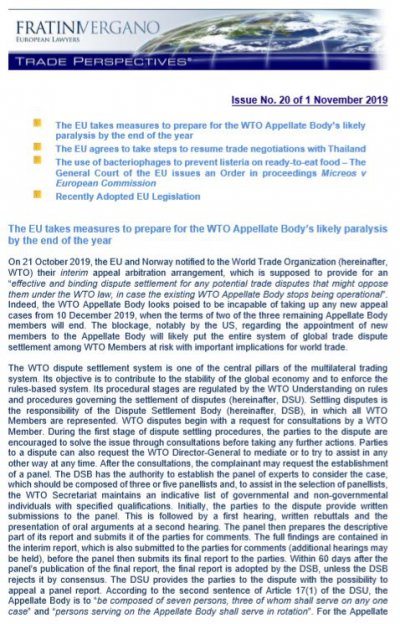 FRATINIVERGANO
EUROPEAN LAWYERS
TRADE PERSPECTIVES®
Issue No. 20 of 1 November 2019
The EU takes measures to prepare for the WTO Appellate Body's likely
paralysis by the end of the year
The EU agrees to take steps to resume trade negotiations with Thailand
The use of bacteriophages to prevent listeria on ready-to-eat food – The
General Court of the EU issues an Order in proceedings Micreos v
European Commission
Recently Adopted EU Legislation
The EU takes measures to prepare for the WTO Appellate Body's likely paralysis
by the end of the year
On 21 October 2019, the EU and Norway notified to the World Trade Organization (hereinafter,
WTO) their interim appeal arbitration arrangement, which is supposed to provide for an
"effective and binding dispute settlement for any potential trade disputes that might oppose
them under the WTO law, in case the existing WTO Appellate Body stops being operational".
Indeed, the WTO Appellate Body looks poised to be incapable of taking up any new appeal
cases from 10 December 2019, when the terms of two of the three remaining Appellate Body
members will end. The blockage, notably by the US, regarding the appointment of new
members to the Appellate Body will likely put the entire system of global trade dispute
settlement among WTO Members at risk with important implications for world trade.
The WTO dispute settlement system is one of the central pillars of the multilateral trading
system. Its objective is to contribute to the stability of the global economy and to enforce the
rules-based system. Its procedural stages are regulated by the WTO Understanding on rules
and procedures governing the settlement of disputes (hereinafter, DSU). Settling disputes is
the responsibility of the Dispute Settlement Body (hereinafter, DSB), in which all WTO
Members are represented. WTO disputes begin with a request for consultations by a WTO
Member. During the first stage of dispute settling procedures, the parties to the dispute are
encouraged to solve the issue through consultations before taking any further actions. Parties
to a dispute can also request the WTO Director-General to mediate or to try to assist in any
other way at any time. After the consultations, the complainant may request the establishment
of a panel. The DSB has the authority to establish the panel of experts to consider the case,
which should be composed of three or five panellists and, to assist in the selection of panellists,
the WTO Secretariat maintains an indicative list of governmental and non-governmental
individuals with specified qualifications. Initially, the parties to the dispute provide written
submissions to the panel. This is followed by a first hearing, written rebuttals and the
presentation of oral arguments at a second hearing. The panel then prepares the descriptive
part of its report and submits it of the parties for comments. The full findings are contained in
the interim report, which is also submitted to the parties for comments (additional hearings may
be held), before the panel then submits its final report to the parties. Within 60 days after the
panel's publication of the final report, the final report is adopted by the DSB, unless the DSB
rejects it by consensus. The DSU provides the parties to the dispute with the possibility to
appeal a panel report. According to the second sentence of Article 17(1) of the DSU, the
Appellate Body is to "be composed of seven persons, three of whom shall serve on any one
case" and "persons serving on the Appellate Body shall serve in rotation". For the Appellate